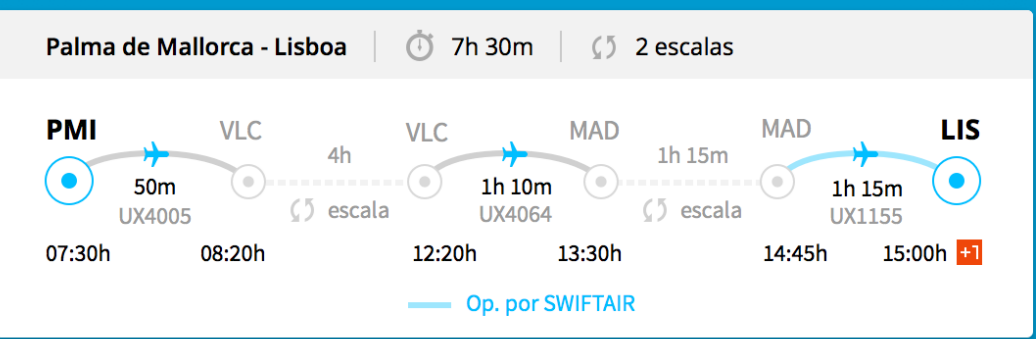 Palma de Mallorca - Lisboa 7h 30m 2 escalas
PMI VLC VLC MAD MAD LIS
4h 1h 15m
50m 1h 10m 1h 15m
UX4005 escala UX4064 escala UX1155
07:30h 08:20h 12:20h 13:30h 14:45h 15:00h +1
Op. por SWIFTAIR